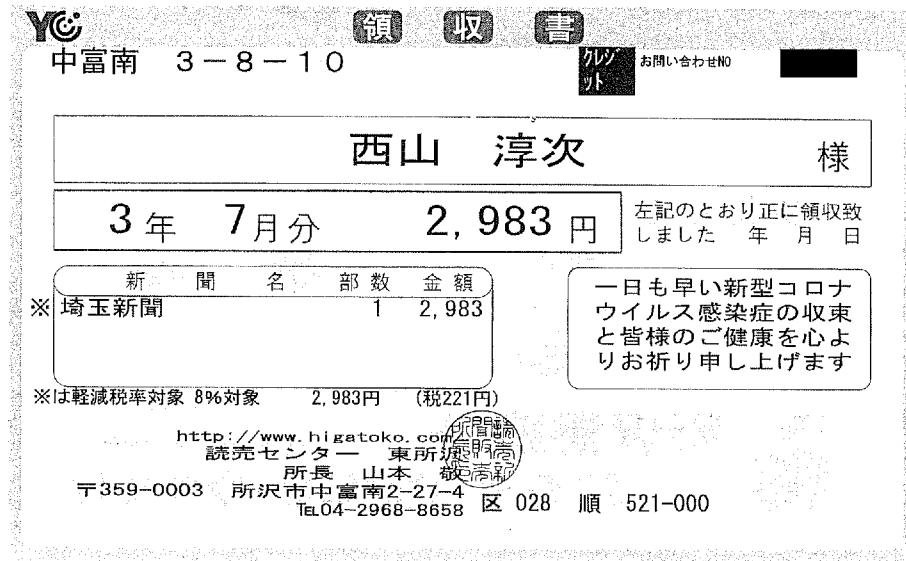 YC 領収書
中富南 3-8-10
クレジット お問い合わせNO
西山 淳次 様
3年 7月分 2,983円
左記のとおり正に領収致
しました 年 月 日
新聞名 部数 金額
※埼玉新聞 1 2,983
一日も早い新型コロナ
ウイルス感染症の収束
と皆様のご健康を心よ
りお祈り申し上げます
※は軽減税率対象 8%対象 2,983円 (税221円)
http://www.higatoko.com/
読売センター 東所沢
所長 山本 敬
〒359-0003 所沢市中富南2-27-4
TEL04-2968-8658
区 028 順 521-000